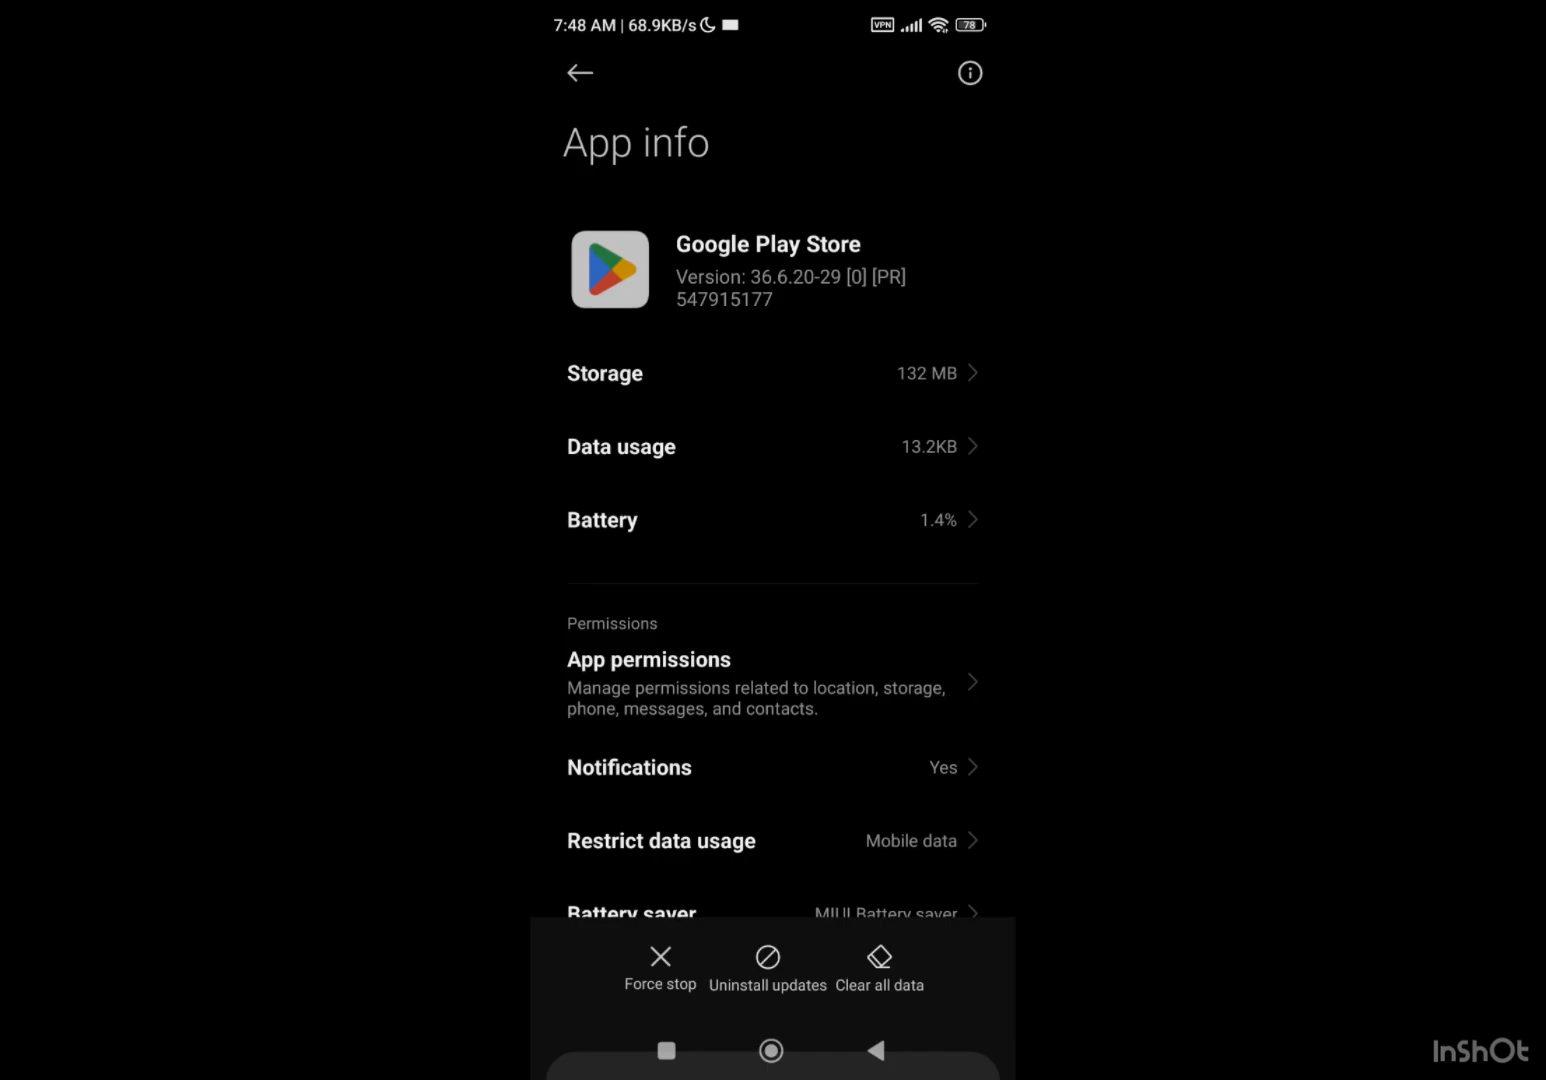 7:48 AM | 68.9KB/s VPN 78
App info
Google Play Store
Version: 36.6.20-29 [0] [PR]
547915177
Storage 132 MB
Data usage 13.2KB
Battery 1.4%
Permissions
App permissions
Manage permissions related to location, storage,
phone, messages, and contacts.
Notifications Yes
Restrict data usage Mobile data
Battery saver MIUI Battery saver
Force stop Uninstall updates Clear all data
InShOt